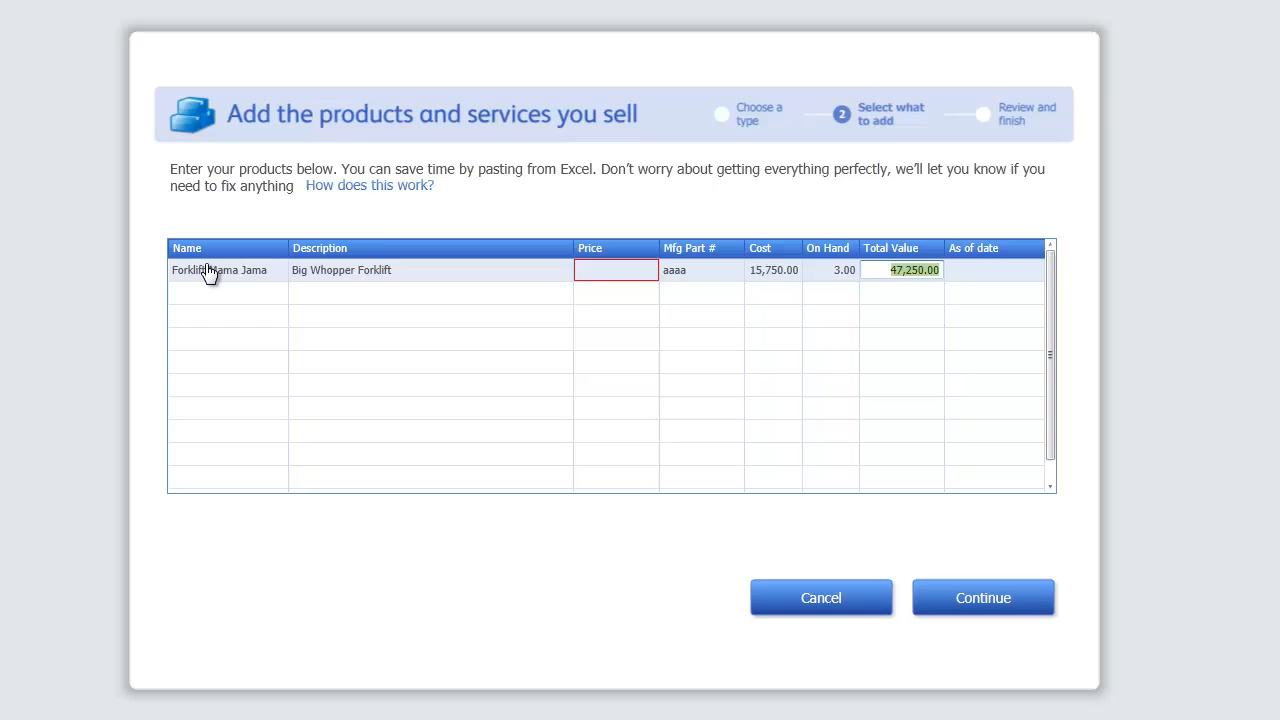 Add the products and services you sell
Choose a
type
2
Select what
to add
Review and
finish
Enter your products below. You can save time by pasting from Excel. Don't worry about getting everything perfectly, we'll let you know if you
need to fix anything How does this work?
Name Description Price Mfg Part # Cost On Hand Total Value As of date
Forklift Mama Jama Big Whopper Forklift aaaa 15,750.00 3.00 47,250.00
Cancel Continue